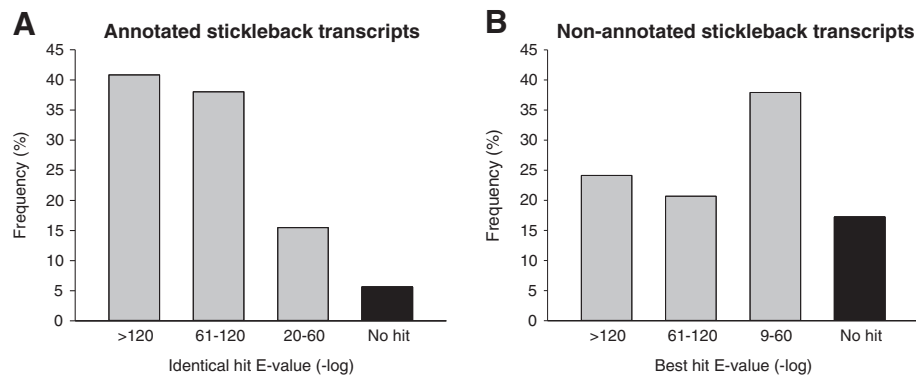 A
Annotated stickleback transcripts
45
40
35
30
25
20
15
10
5
0
Frequency (%)
>120 61-120 20-60 No hit
Identical hit E-value (-log)
B
Non-annotated stickleback transcripts
45
40
35
30
25
20
15
10
5
0
Frequency (%)
>120 61-120 9-60 No hit
Best hit E-value (-log)